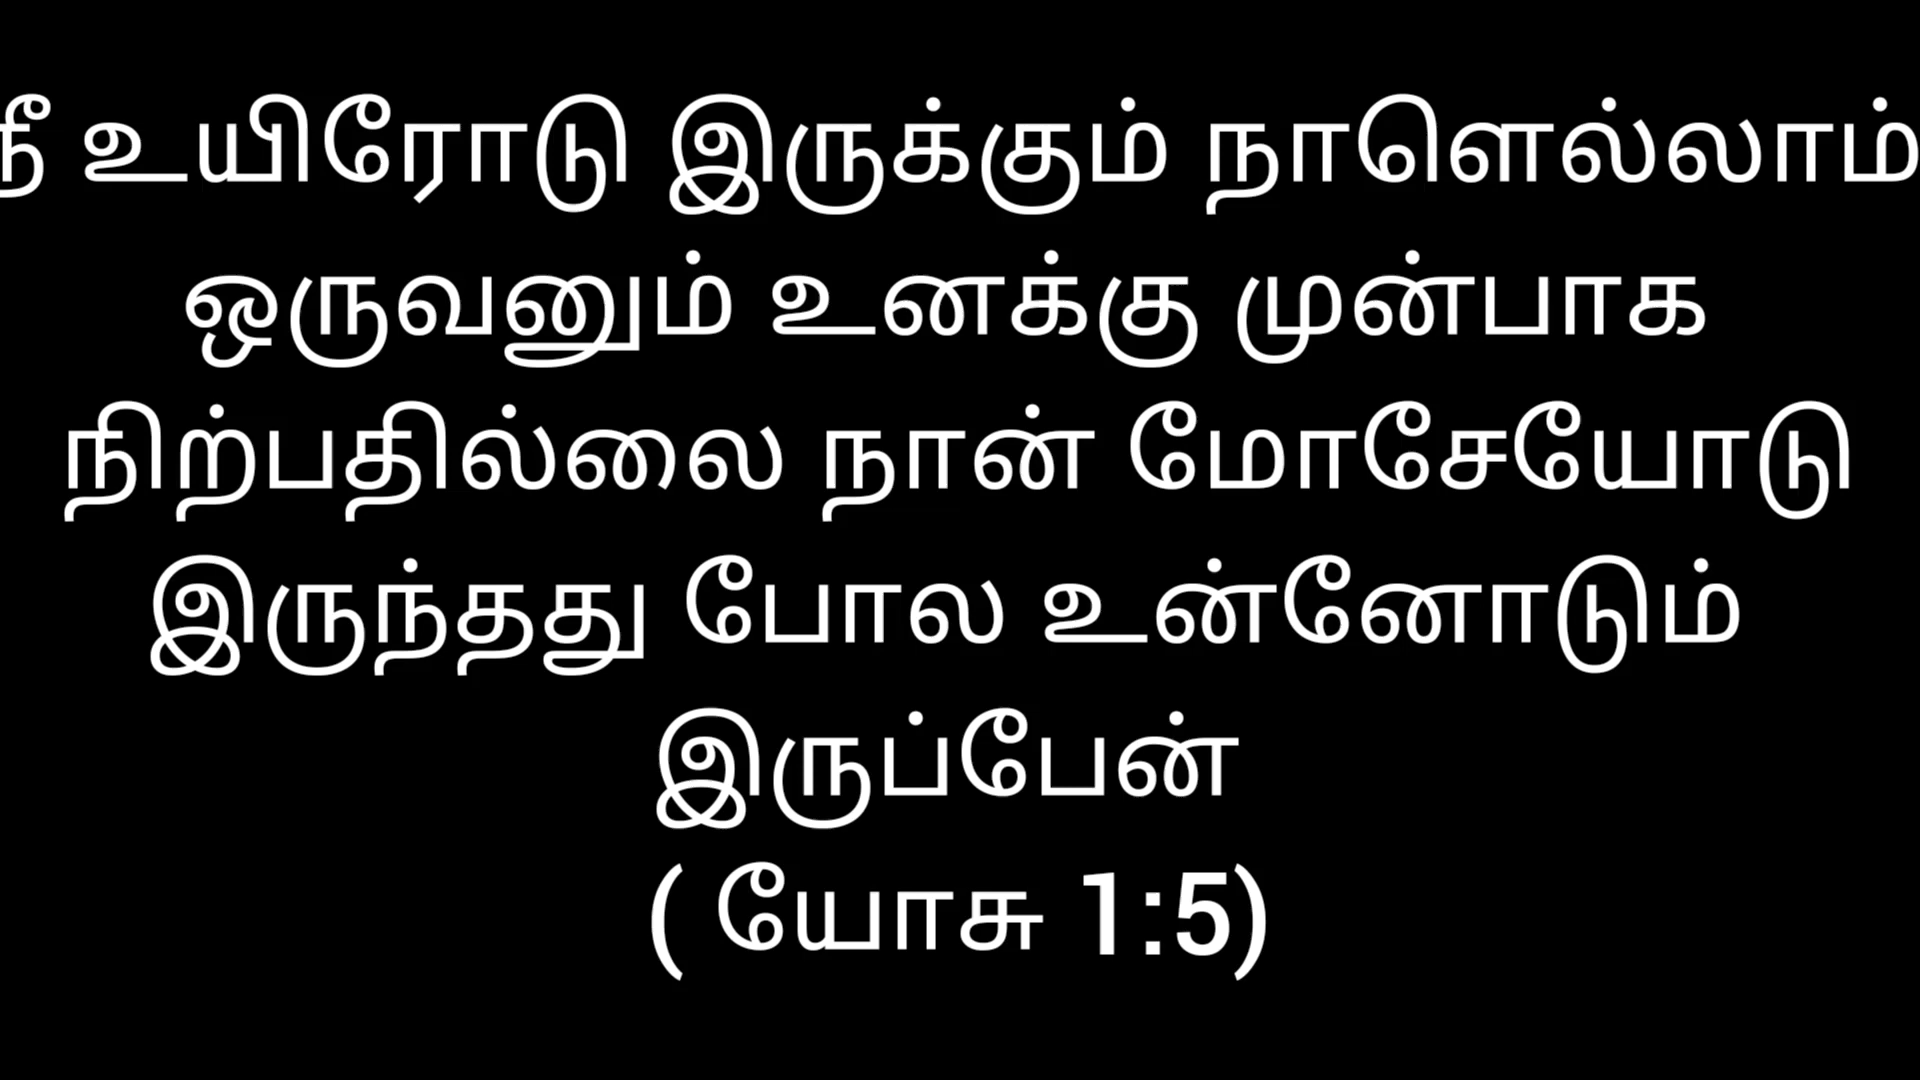 நீ உயிரோடு இருக்கும் நாளெல்லாம்
ஒருவனும் உனக்கு முன்பாக
நிற்பதில்லை நான் மோசேயோடு
இருந்தது போல உன்னோடும்
இருப்பேன்
( யோசு 1:5)